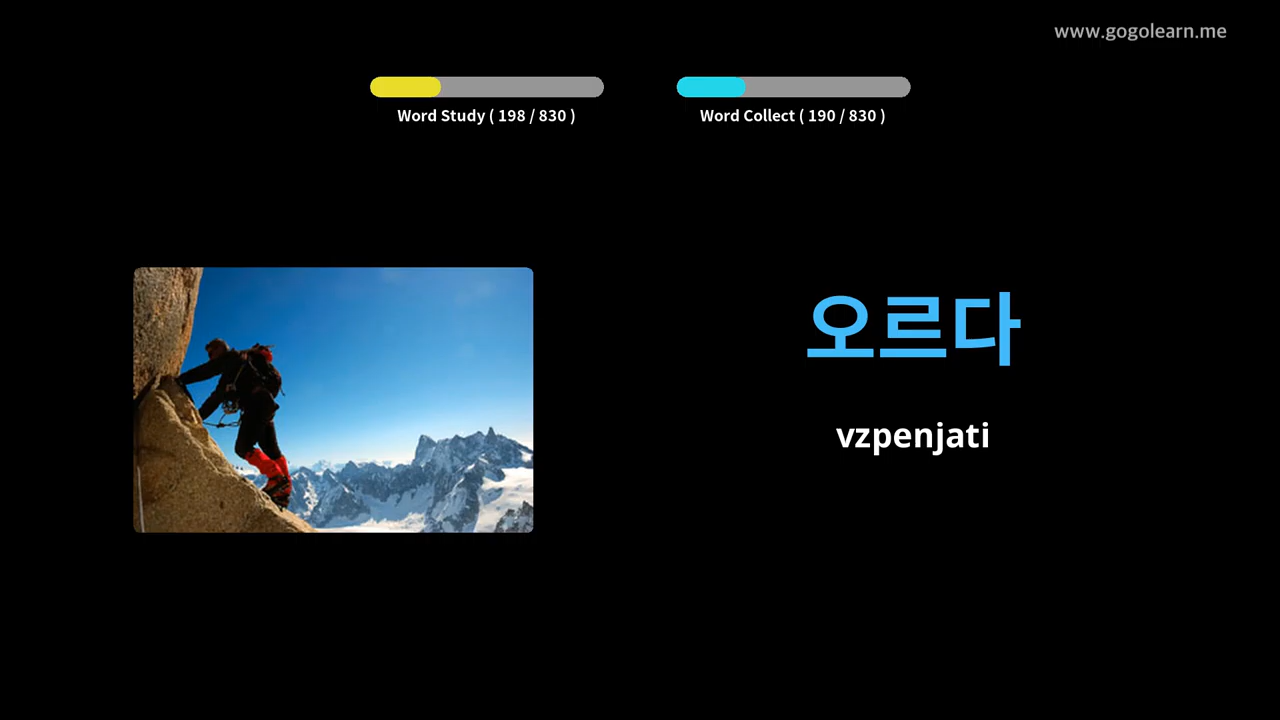 www.gogolearn.me
Word Study ( 198 / 830 )
Word Collect ( 190 / 830 )
오르다
vzpenjati